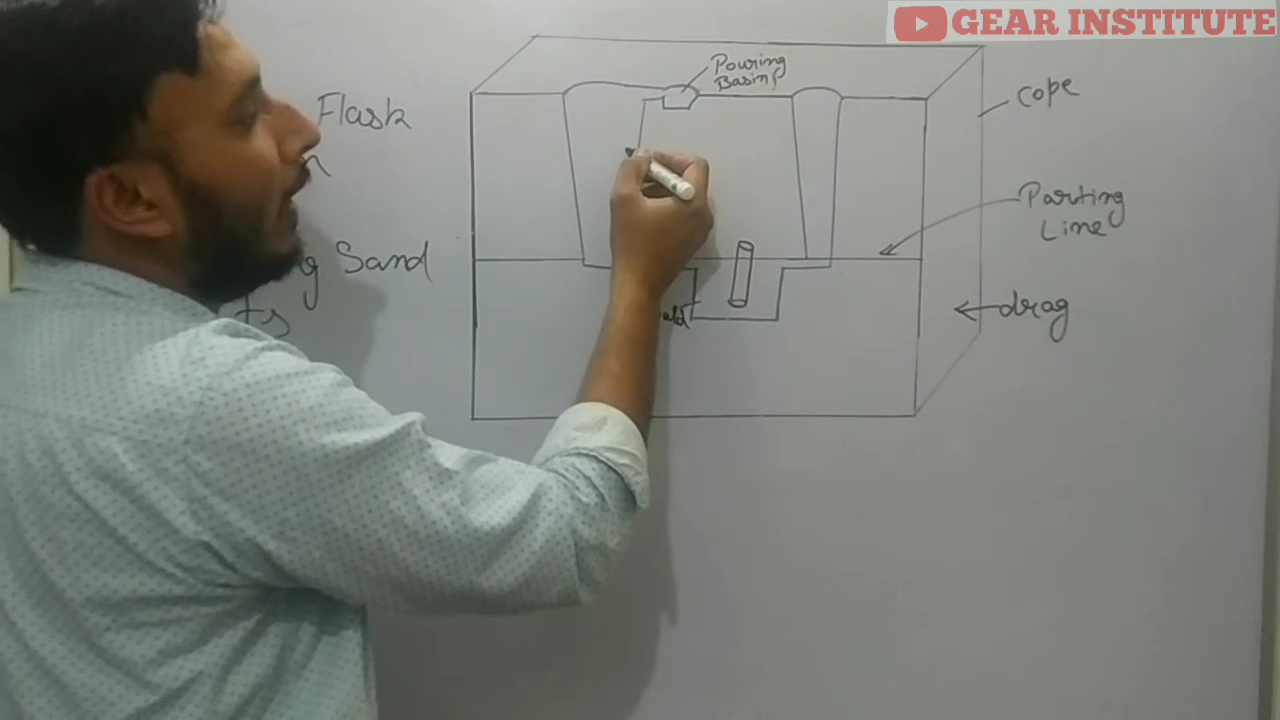 GEAR INSTITUTE
Flask
Sand
Pouring
Basin
cope
Parting
Line
drag